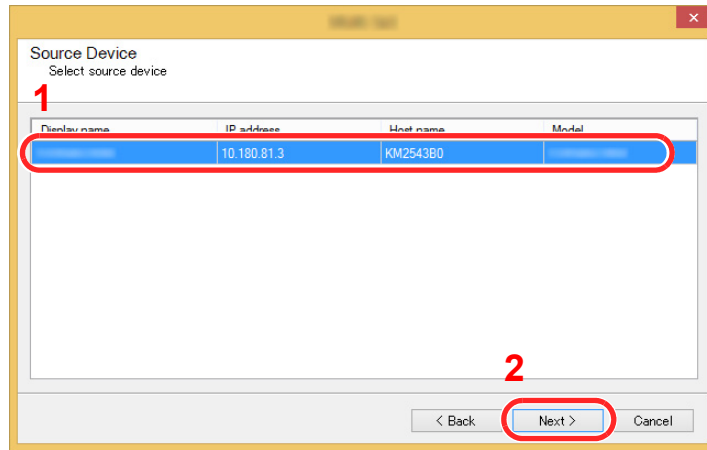 Source Device
Select source device
1
Display name IP address Host name Model
10.180.81.3 KM2543B0
2
< Back Next > Cancel